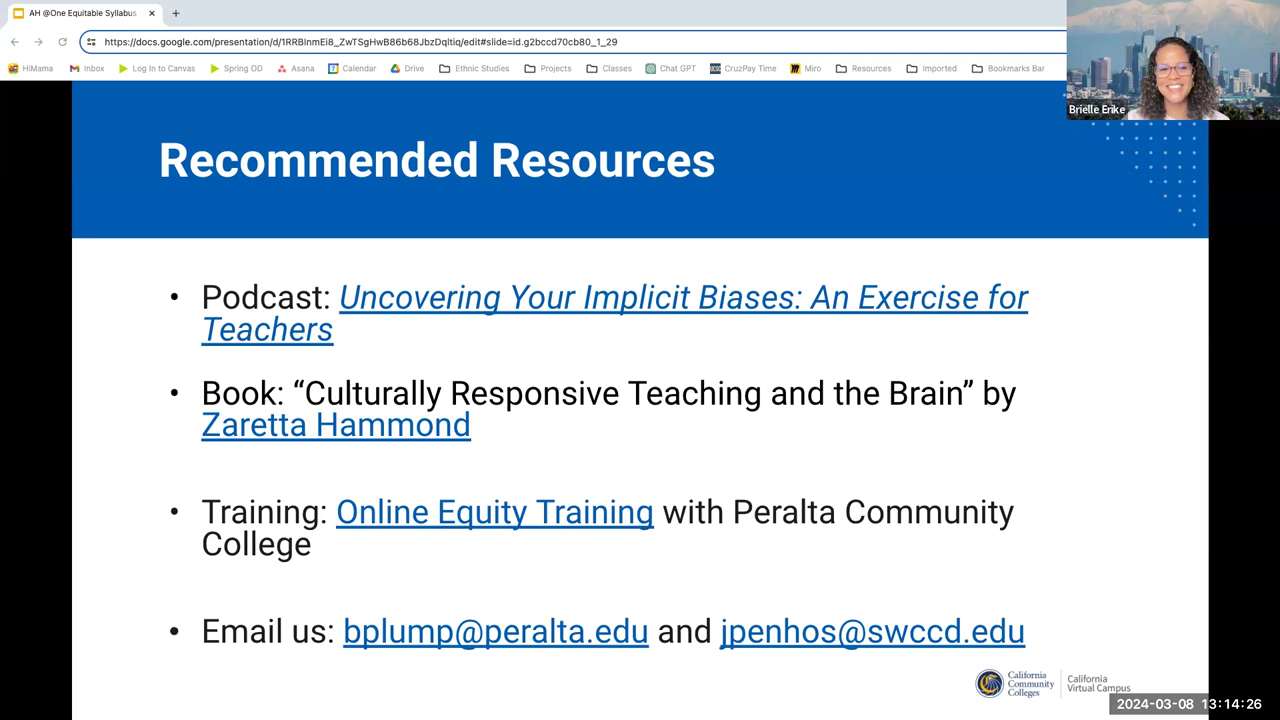 AH @One Equitable Syllabus
https://docs.google.com/presentation/d/1RRBlnmEi8_ZwTSgHwB86b68JbzDqltiq/edit#slide=id.g2bccd70cb80_1_29
HiMama Inbox Log In to Canvas Spring OD Asana Calendar Drive Ethnic Studies Projects Classes Chat GPT CruzPay Time Miro Resources Imported Bookmarks Bar
Brielle Erike
Recommended Resources
• Podcast: Uncovering Your Implicit Biases: An Exercise for
Teachers
• Book: “Culturally Responsive Teaching and the Brain” by
Zaretta Hammond
• Training: Online Equity Training with Peralta Community
College
• Email us: bplump@peralta.edu and jpenhos@swccd.edu
California
Community
Colleges
California
Virtual Campus
2024-03-08 13:14:26